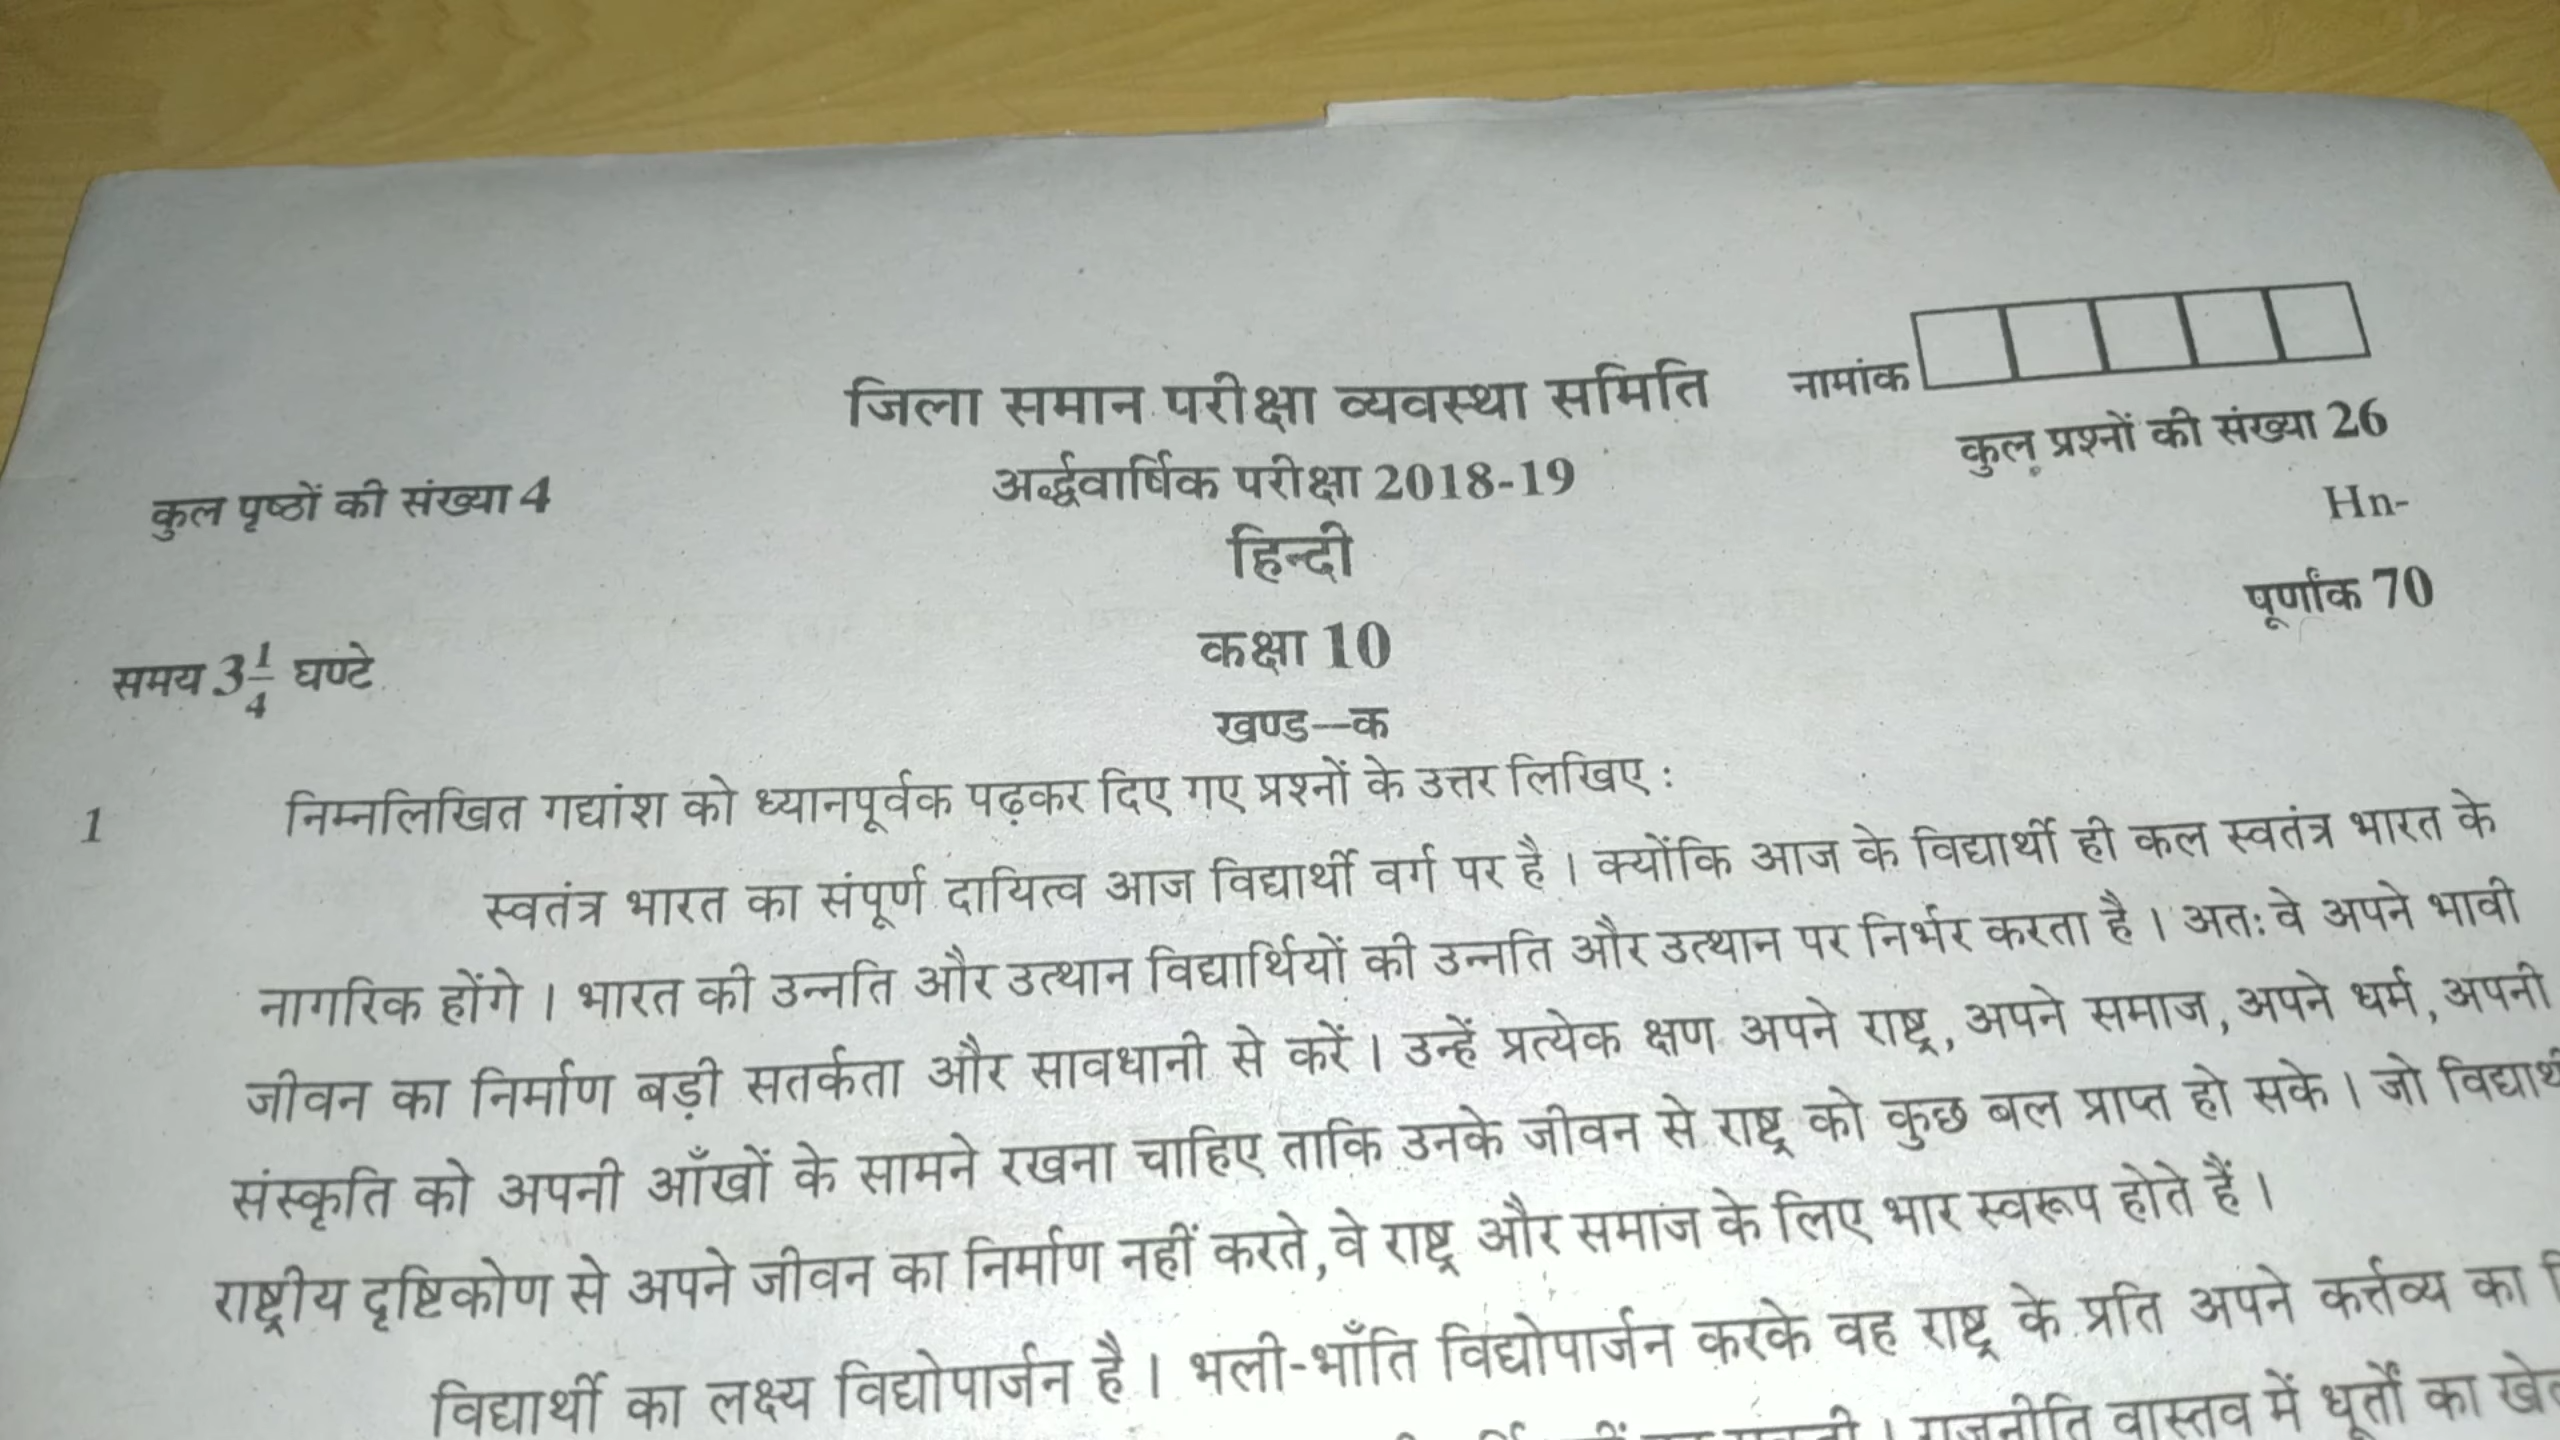 जिला समान परीक्षा व्यवस्था समिति नामांक
कुल प्रश्नों की संख्या 26
कुल पृष्ठों की संख्या 4 अर्द्धवार्षिक परीक्षा 2018-19
Hn-
हिन्दी
पूर्णांक 70
समय 3 1/4 घण्टे कक्षा 10
खण्ड—क
1 निम्नलिखित गद्यांश को ध्यानपूर्वक पढ़कर दिए गए प्रश्नों के उत्तर लिखिए :
स्वतंत्र भारत का संपूर्ण दायित्व आज विद्यार्थी वर्ग पर है । क्योंकि आज के विद्यार्थी ही कल स्वतंत्र भारत के
नागरिक होंगे । भारत की उन्नति और उत्थान विद्यार्थियों की उन्नति और उत्थान पर निर्भर करता है । अतः वे अपने भावी
जीवन का निर्माण बड़ी सतर्कता और सावधानी से करें । उन्हें प्रत्येक क्षण अपने राष्ट्र, अपने समाज, अपने धर्म, अपनी
संस्कृति को अपनी आँखों के सामने रखना चाहिए ताकि उनके जीवन से राष्ट्र को कुछ बल प्राप्त हो सके । जो
राष्ट्रीय दृष्टिकोण से अपने जीवन का निर्माण नहीं करते, वे राष्ट्र और समाज के लिए भार स्वरूप होते हैं ।
विद्यार्थी का लक्ष्य विद्योपार्जन है । भली-भाँति विद्योपार्जन करके वह राष्ट्र के प्रति अपने कर्त्तव्य का
। राजनीति वास्तव में धूर्तों का